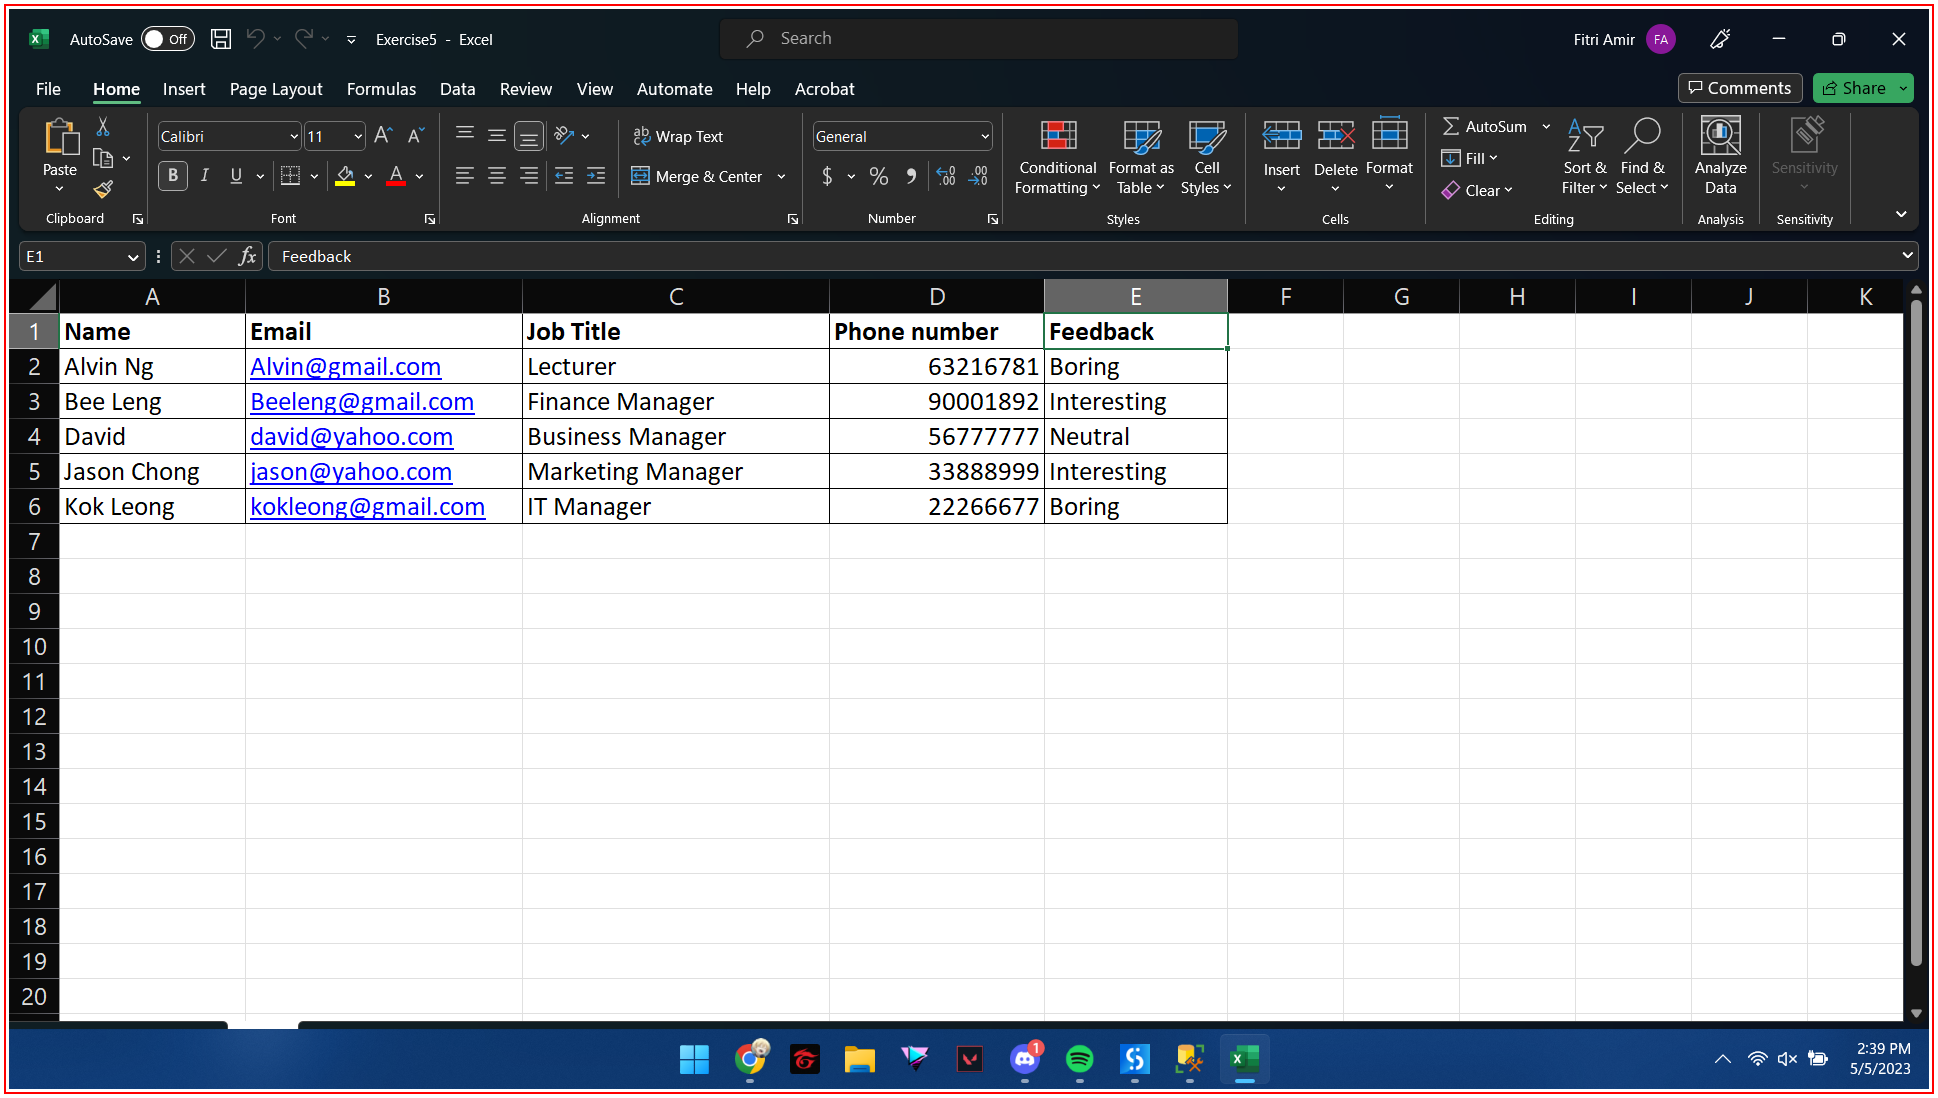 AutoSave Off Exercise5 - Excel Search Fitri Amir FA
File Home Insert Page Layout Formulas Data Review View Automate Help Acrobat Comments Share
Paste Calibri 11 A A ab Wrap Text General Conditional Formatting Format as Table Cell Styles Insert Delete Format AutoSum Sort & Filter Find & Select Analyze Data Sensitivity
B I U A Merge & Center $ % , .00 .00 Fill
Clear
Clipboard Font Alignment Number Styles Cells Editing Analysis Sensitivity
E1 fx Feedback
A B C D E F G H I J K
1 Name Email Job Title Phone number Feedback
2 Alvin Ng Alvin@gmail.com Lecturer 63216781 Boring
3 Bee Leng Beeleng@gmail.com Finance Manager 90001892 Interesting
4 David david@yahoo.com Business Manager 56777777 Neutral
5 Jason Chong jason@yahoo.com Marketing Manager 33888999 Interesting
6 Kok Leong kokleong@gmail.com IT Manager 22266677 Boring
7
8
9
10
11
12
13
14
15
16
17
18
19
20
1
2:39 PM
5/5/2023